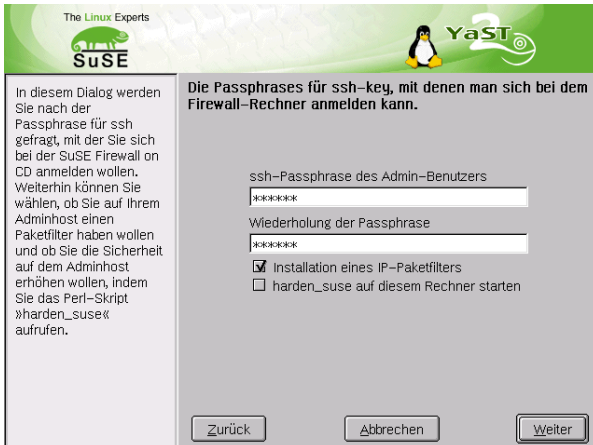 The Linux Experts
SuSE
YaST
2
Die Passphrases für ssh-key, mit denen man sich bei dem
Firewall-Rechner anmelden kann.
In diesem Dialog werden
Sie nach der
Passphrase für ssh
gefragt, mit der Sie sich
bei der SuSE Firewall on
CD anmelden wollen.
Weiterhin können Sie
wählen, ob Sie auf Ihrem
Adminhost einen
Paketfilter haben wollen
und ob Sie die Sicherheit
auf dem Adminhost
erhöhen wollen, indem
Sie das Perl-Skript
»harden_suse«
aufrufen.
ssh-Passphrase des Admin-Benutzers
******
Wiederholung der Passphrase
******
Installation eines IP-Paketfilters
harden_suse auf diesem Rechner starten
Zurück
Abbrechen
Weiter